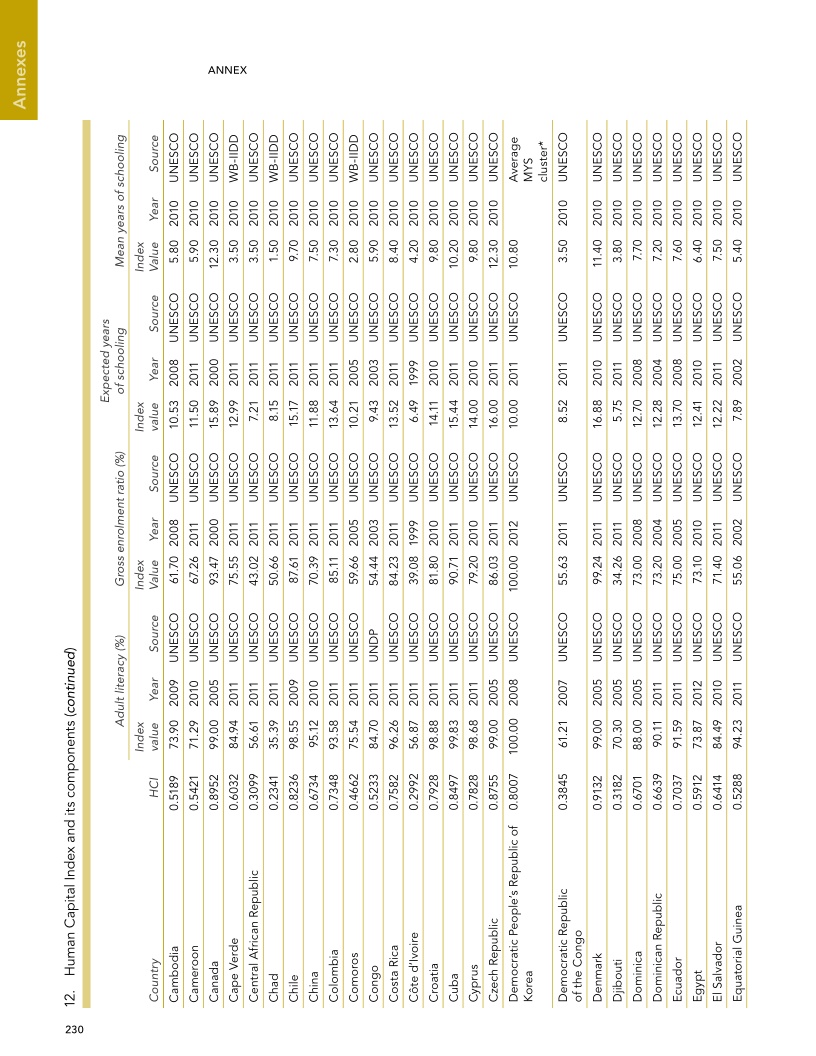 Annexes
ANNEX
230
12. Human Capital Index and its components (continued)
Adult literacy (%) Gross enrolment ratio (%) Expected years of schooling Mean years of schooling
Country HCI Index value Year Source Index Value Year Source Index value Year Source Index Value Year Source
Cambodia 0.5189 73.90 2009 UNESCO 61.70 2008 UNESCO 10.53 2008 UNESCO 5.80 2010 UNESCO
Cameroon 0.5421 71.29 2010 UNESCO 67.26 2011 UNESCO 11.50 2011 UNESCO 5.90 2010 UNESCO
Canada 0.8952 99.00 2005 UNESCO 93.47 2000 UNESCO 15.89 2000 UNESCO 12.30 2010 UNESCO
Cape Verde 0.6032 84.94 2011 UNESCO 75.55 2011 UNESCO 12.99 2011 UNESCO 3.50 2010 WB-IIDD
Central African Republic 0.3099 56.61 2011 UNESCO 43.02 2011 UNESCO 7.21 2011 UNESCO 3.50 2010 UNESCO
Chad 0.2341 35.39 2011 UNESCO 50.66 2011 UNESCO 8.15 2011 UNESCO 1.50 2010 WB-IIDD
Chile 0.8236 98.55 2009 UNESCO 87.61 2011 UNESCO 15.17 2011 UNESCO 9.70 2010 UNESCO
China 0.6734 95.12 2010 UNESCO 70.39 2011 UNESCO 11.88 2011 UNESCO 7.50 2010 UNESCO
Colombia 0.7348 93.58 2011 UNESCO 85.11 2011 UNESCO 13.64 2011 UNESCO 7.30 2010 UNESCO
Comoros 0.4662 75.54 2011 UNESCO 59.66 2005 UNESCO 10.21 2005 UNESCO 2.80 2010 WB-IIDD
Congo 0.5233 84.70 2011 UNDP 54.44 2003 UNESCO 9.43 2003 UNESCO 5.90 2010 UNESCO
Costa Rica 0.7582 96.26 2011 UNESCO 84.23 2011 UNESCO 13.52 2011 UNESCO 8.40 2010 UNESCO
Côte d'Ivoire 0.2992 56.87 2011 UNESCO 39.08 1999 UNESCO 6.49 1999 UNESCO 4.20 2010 UNESCO
Croatia 0.7928 98.88 2011 UNESCO 81.80 2010 UNESCO 14.11 2010 UNESCO 9.80 2010 UNESCO
Cuba 0.8497 99.83 2011 UNESCO 90.71 2011 UNESCO 15.44 2011 UNESCO 10.20 2010 UNESCO
Cyprus 0.7828 98.68 2011 UNESCO 79.20 2010 UNESCO 14.00 2010 UNESCO 9.80 2010 UNESCO
Czech Republic 0.8755 99.00 2005 UNESCO 86.03 2011 UNESCO 16.00 2011 UNESCO 12.30 2010 UNESCO
Democratic People's Republic of Korea 0.8007 100.00 2008 UNESCO 100.00 2012 UNESCO 10.00 2011 UNESCO 10.80 Average MYS cluster*
Democratic Republic of the Congo 0.3845 61.21 2007 UNESCO 55.63 2011 UNESCO 8.52 2011 UNESCO 3.50 2010 UNESCO
Denmark 0.9132 99.00 2005 UNESCO 99.24 2011 UNESCO 16.88 2010 UNESCO 11.40 2010 UNESCO
Djibouti 0.3182 70.30 2005 UNESCO 34.26 2011 UNESCO 5.75 2011 UNESCO 3.80 2010 UNESCO
Dominica 0.6701 88.00 2005 UNESCO 73.00 2008 UNESCO 12.70 2008 UNESCO 7.70 2010 UNESCO
Dominican Republic 0.6639 90.11 2011 UNESCO 73.20 2004 UNESCO 12.28 2004 UNESCO 7.20 2010 UNESCO
Ecuador 0.7037 91.59 2011 UNESCO 75.00 2005 UNESCO 13.70 2008 UNESCO 7.60 2010 UNESCO
Egypt 0.5912 73.87 2012 UNESCO 73.10 2010 UNESCO 12.41 2010 UNESCO 6.40 2010 UNESCO
El Salvador 0.6414 84.49 2010 UNESCO 71.40 2011 UNESCO 12.22 2011 UNESCO 7.50 2010 UNESCO
Equatorial Guinea 0.5288 94.23 2011 UNESCO 55.06 2002 UNESCO 7.89 2002 UNESCO 5.40 2010 UNESCO